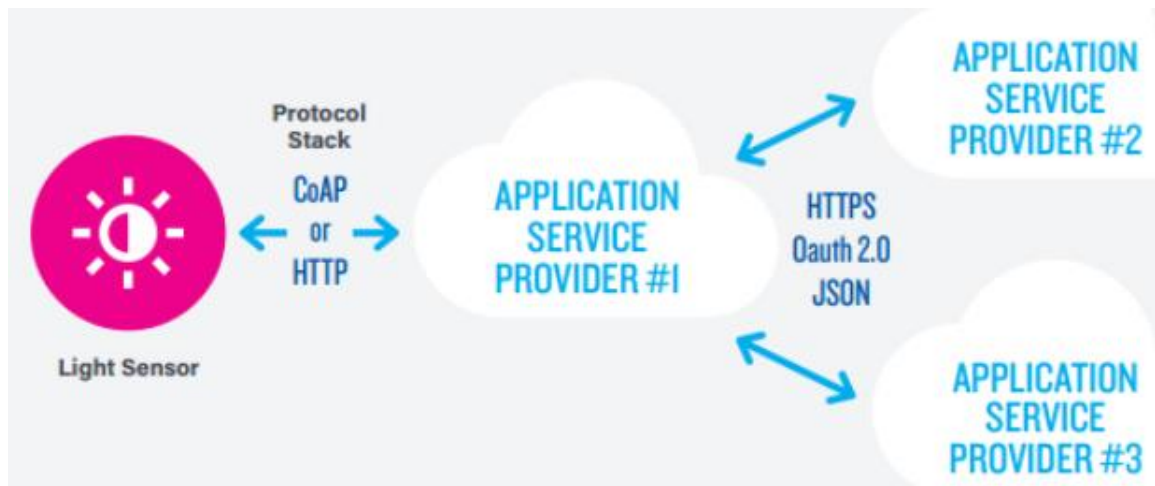 Protocol
Stack
CoAP
or
HTTP
Light Sensor
APPLICATION
SERVICE
PROVIDER #1
HTTPS
Oauth 2.0
JSON
APPLICATION
SERVICE
PROVIDER #2
APPLICATION
SERVICE
PROVIDER #3